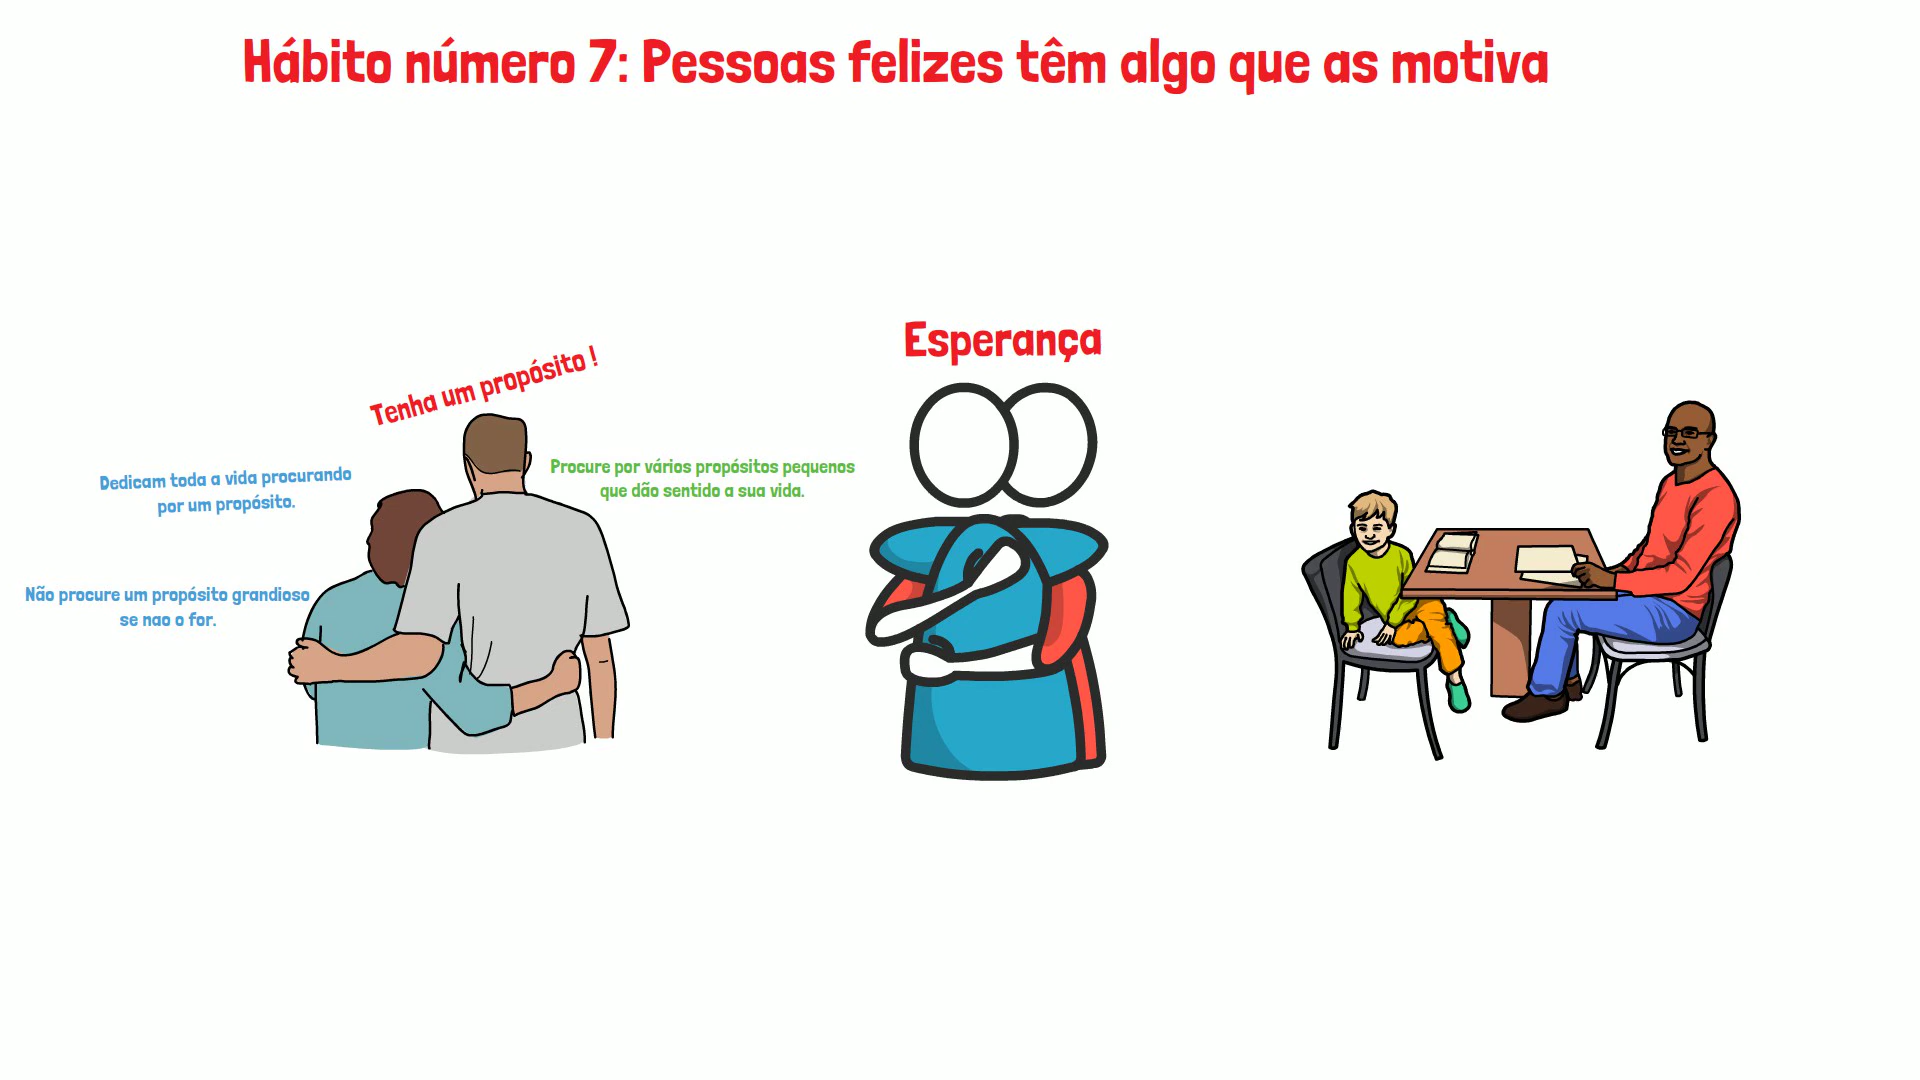 Hábito número 7: Pessoas felizes têm algo que as motiva
Esperança
Tenha um propósito !
Dedicam toda a vida procurando
por um propósito.
Procure por vários propósitos pequenos
que dão sentido a sua vida.
Não procure um propósito grandioso
se nao o for.